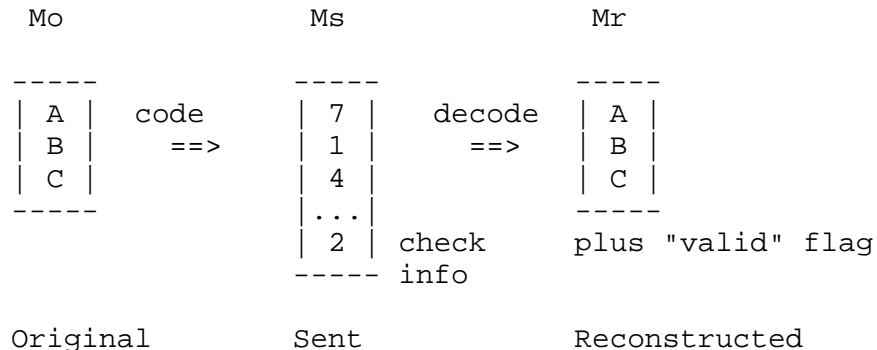 Mo Ms Mr
----- ----- -----
| A | code | 7 | decode | A |
| B | ==> | 1 | ==> | B |
| C | | 4 | | C |
----- |...| -----
| 2 | check plus "valid" flag
----- info
Original Sent Reconstructed